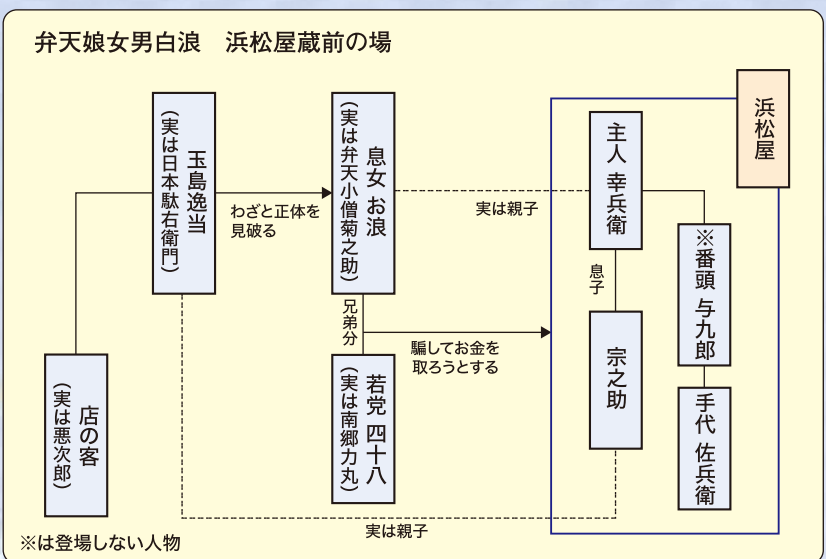 弁天娘女男白浪　浜松屋蔵前の場
浜松屋
主人 幸兵衛
※番頭 与九郎
手代 佐兵衛
息子
宗之助
実は親子
息女 お浪
（実は弁天小僧菊之助）
兄弟分
若党 四十八
（実は南郷力丸）
騙してお金を
取ろうとする
わざと正体を
見破る
玉島逸当
（実は日本駄右衛門）
店の客
（実は悪次郎）
実は親子
※は登場しない人物